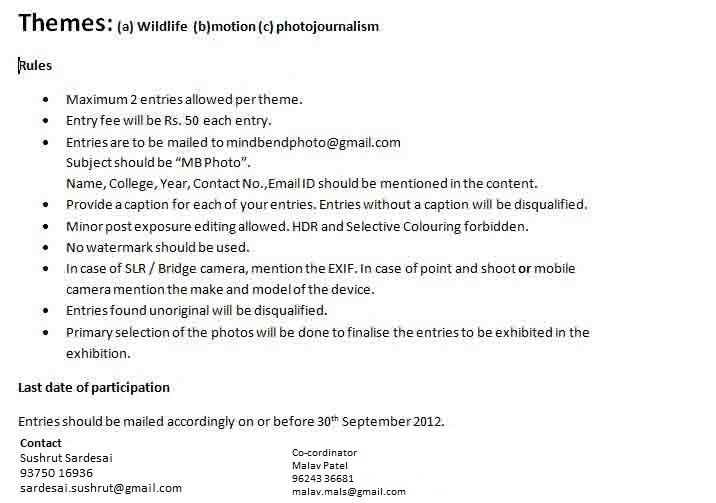 Themes: (a) Wildlife (b)motion (c) photojournalism
Rules
• Maximum 2 entries allowed per theme.
• Entry fee will be Rs. 50 each entry.
• Entries are to be mailed to mindbendphoto@gmail.com
Subject should be “MB Photo”.
Name, College, Year, Contact No.,Email ID should be mentioned in the content.
• Provide a caption for each of your entries. Entries without a caption will be disqualified.
• Minor post exposure editing allowed. HDR and Selective Colouring forbidden.
• No watermark should be used.
• In case of SLR / Bridge camera, mention the EXIF. In case of point and shoot or mobile
camera mention the make and model of the device.
• Entries found unoriginal will be disqualified.
• Primary selection of the photos will be done to finalise the entries to be exhibited in the
exhibition.
Last date of participation
Entries should be mailed accordingly on or before 30th September 2012.
Contact
Sushrut Sardesai
93750 16936
sardesai.sushrut@gmail.com
Co-cordinator
Malav Patel
96243 36681
malav.mals@gmail.com